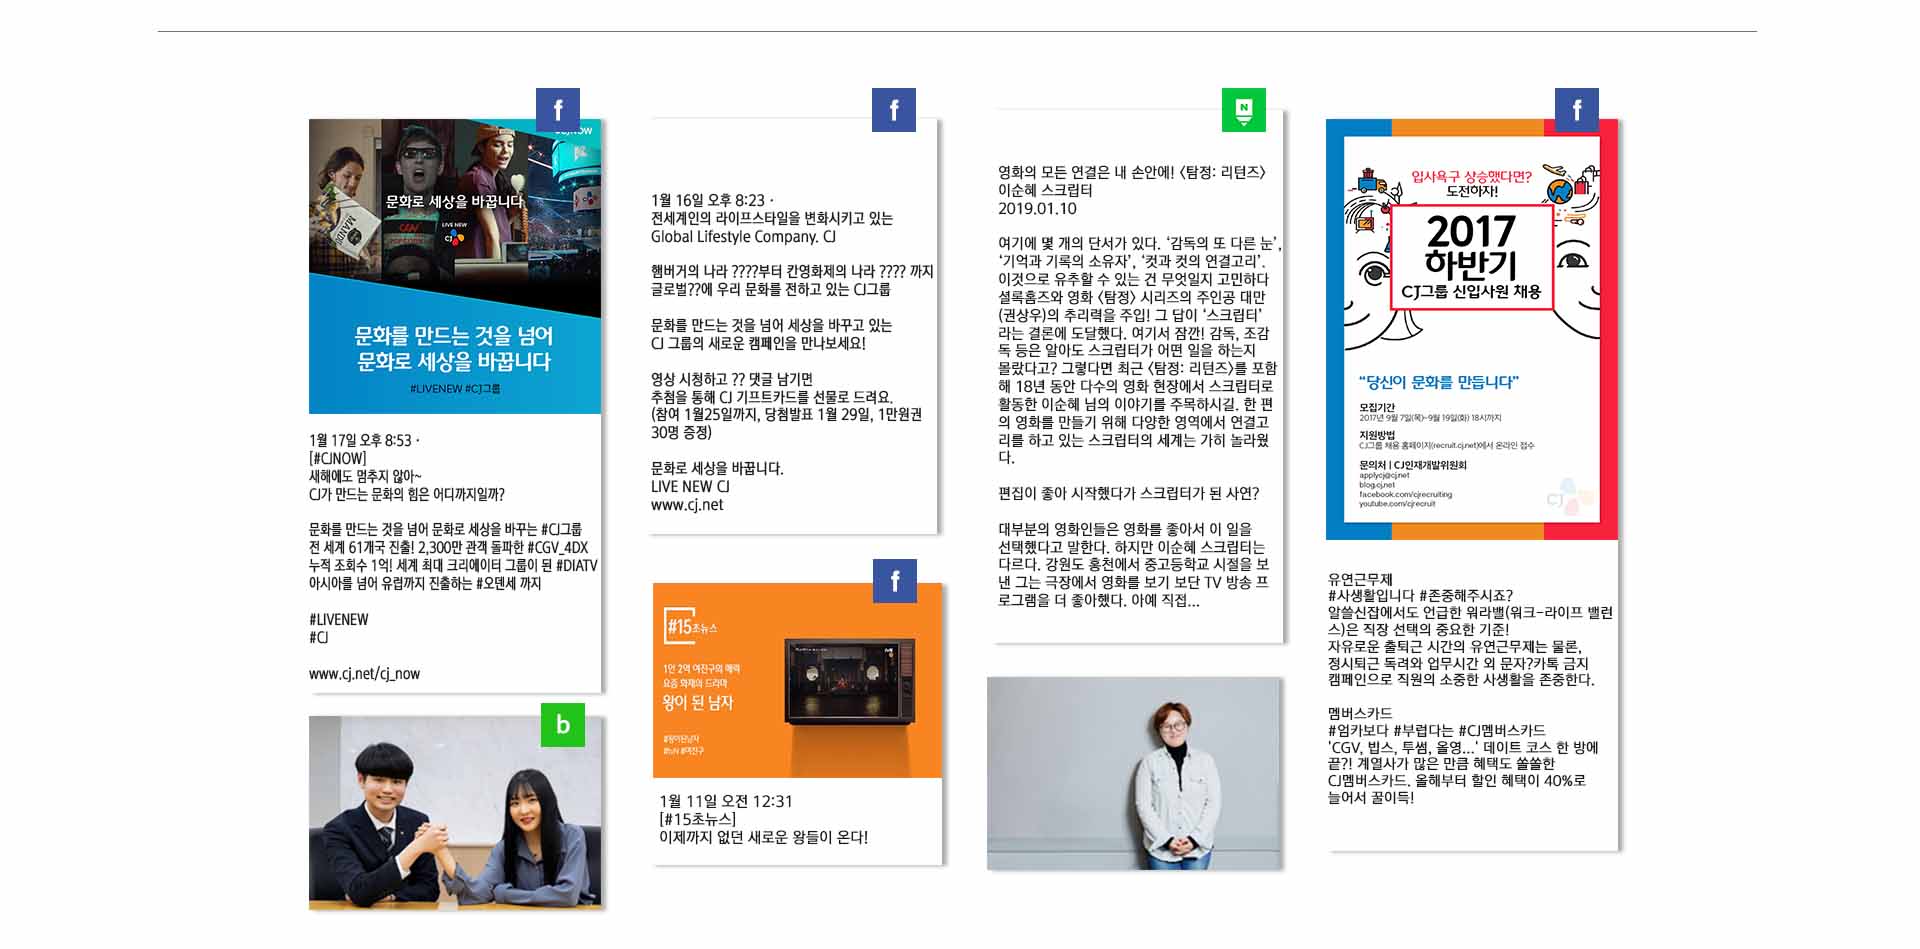 f
#CJNOW
문화로 세상을 바꿉니다
LIVE NEW
CJ
문화를 만드는 것을 넘어
문화로 세상을 바꿉니다
#LIVENEW #CJ그룹
1월 17일 오후 8:53 ·
[#CJNOW]
새해에도 멈추지 않아~
CJ가 만드는 문화의 힘은 어디까지일까?
문화를 만드는 것을 넘어 문화로 세상을 바꾸는 #CJ그룹
전 세계 61개국 진출! 2,300만 관객 돌파한 #CGV_4DX
누적 조회수 1억! 세계 최대 크리에이터 그룹이 된 #DIATV
아시아를 넘어 유럽까지 진출하는 #오덴세 까지
#LIVENEW
#CJ
www.cj.net/cj_now
b
f
1월 16일 오후 8:23 ·
전세계인의 라이프스타일을 변화시키고 있는
Global Lifestyle Company. CJ
햄버거의 나라 ????부터 칸영화제의 나라 ???? 까지
글로벌??에 우리 문화를 전하고 있는 CJ그룹
문화를 만드는 것을 넘어 세상을 바꾸고 있는
CJ 그룹의 새로운 캠페인을 만나보세요!
영상 시청하고 ?? 댓글 남기면
추첨을 통해 CJ 기프트카드를 선물로 드려요.
(참여 1월25일까지, 당첨발표 1월 29일, 1만원권
30명 증정)
문화로 세상을 바꿉니다.
LIVE NEW CJ
www.cj.net
f
#15초뉴스
1인 2역 여진구의 매력
요즘 화제의 드라마
왕이 된 남자
#왕이된남자
#tvN #여진구
1월 11일 오전 12:31
[#15초뉴스]
이제까지 없던 새로운 왕들이 온다!
N
영화의 모든 연결은 내 손안에! <탐정: 리턴즈>
이순혜 스크립터
2019.01.10
여기에 몇 개의 단서가 있다. ‘감독의 또 다른 눈’,
‘기억과 기록의 소유자’, ‘컷과 컷의 연결고리’.
이것으로 유추할 수 있는 건 무엇일지 고민하다
셜록홈즈와 영화 <탐정> 시리즈의 주인공 대만
(권상우)의 추리력을 주입! 그 답이 ‘스크립터’
라는 결론에 도달했다. 여기서 잠깐! 감독, 조감
독 등은 알아도 스크립터가 어떤 일을 하는지
몰랐다고? 그렇다면 최근 <탐정: 리턴즈>를 포함
해 18년 동안 다수의 영화 현장에서 스크립터로
활동한 이순혜 님의 이야기를 주목하시길. 한 편
의 영화를 만들기 위해 다양한 영역에서 연결고
리를 하고 있는 스크립터의 세계는 가히 놀라웠
다.
편집이 좋아 시작했다가 스크립터가 된 사연?
대부분의 영화인들은 영화를 좋아서 이 일을
선택했다고 말한다. 하지만 이순혜 스크립터는
다르다. 강원도 홍천에서 중고등학교 시절을 보
낸 그는 극장에서 영화를 보기 보단 TV 방송 프
로그램을 더 좋아했다. 아예 직접...
f
입사욕구 상승했다면?
도전하자!
2017
하반기
CJ그룹 신입사원 채용
“당신이 문화를 만듭니다”
모집기간
2017년 9월 7일(목)~9월 19일(화) 18시까지
지원방법
CJ그룹 채용 홈페이지(recruit.cj.net)에서 온라인 접수
문의처 | CJ인재개발위원회
applycj@cj.net
blog.cj.net
facebook.com/cjrecruiting
youtube.com/cjrecruit
CJ
유연근무제
#사생활입니다 #존중해주시죠?
알쓸신잡에서도 언급한 워라밸(워크-라이프 밸런
스)은 직장 선택의 중요한 기준!
자유로운 출퇴근 시간의 유연근무제는 물론,
정시퇴근 독려와 업무시간 외 문자?카톡 금지
캠페인으로 직원의 소중한 사생활을 존중한다.
멤버스카드
#엄카보다 #부럽다는 #CJ멤버스카드
'CGV, 빕스, 투썸, 올영...' 데이트 코스 한 방에
끝?! 계열사가 많은 만큼 혜택도 쏠쏠한
CJ멤버스카드. 올해부터 할인 혜택이 40%로
늘어서 꿀이득!